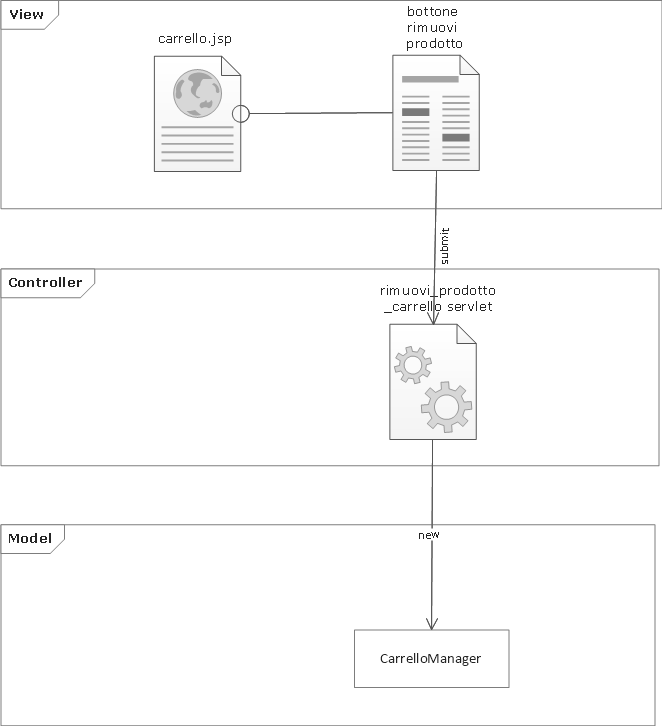 View
carrello.jsp
bottone
rimuovi
prodotto
submit
Controller
rimuovi_prodotto
_carrello servlet
Model
new
CarrelloManager